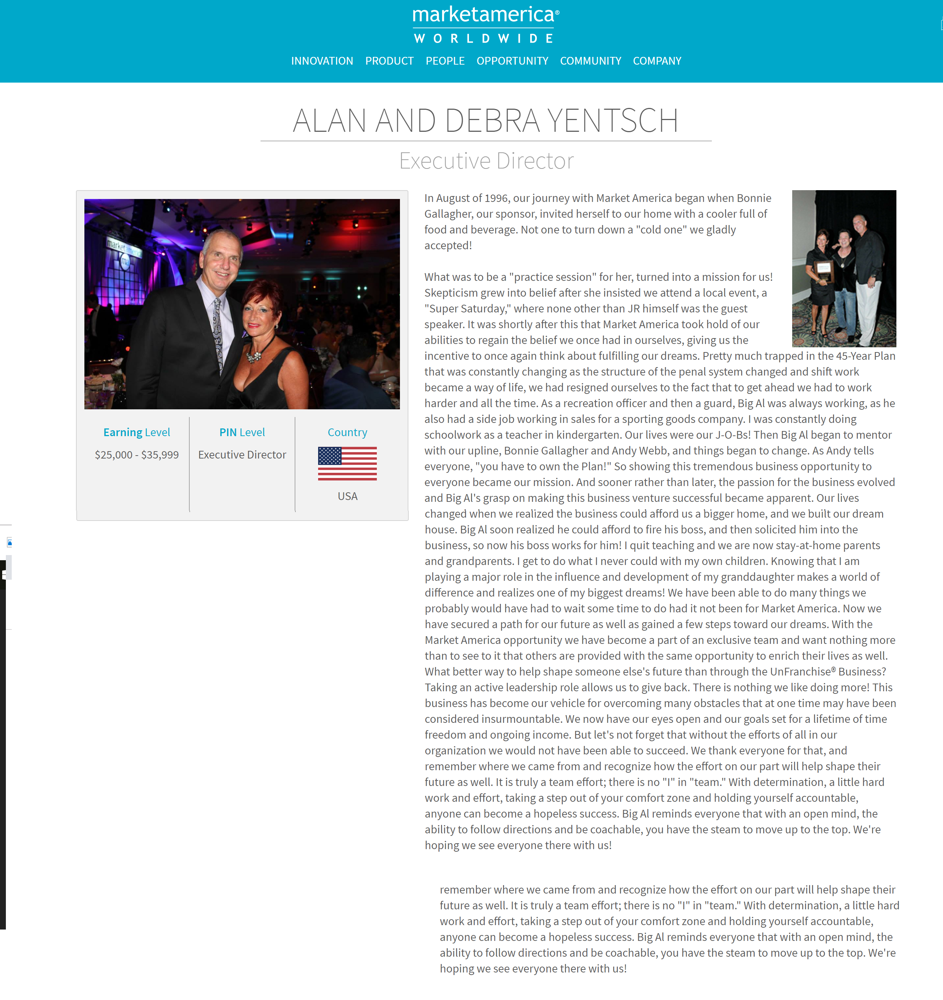 marketamerica®
WORLDWIDE
INNOVATION PRODUCT PEOPLE OPPORTUNITY COMMUNITY COMPANY
ALAN AND DEBRA YENTSCH
Executive Director
market america
ma
Earning Level
$25,000 - $35,999
PIN Level
Executive Director
Country
USA
In August of 1996, our journey with Market America began when Bonnie
Gallagher, our sponsor, invited herself to our home with a cooler full of
food and beverage. Not one to turn down a "cold one" we gladly
accepted!
What was to be a "practice session" for her, turned into a mission for us!
Skepticism grew into belief after she insisted we attend a local event, a
"Super Saturday," where none other than JR himself was the guest
speaker. It was shortly after this that Market America took hold of our
abilities to regain the belief we once had in ourselves, giving us the
incentive to once again think about fulfilling our dreams. Pretty much trapped in the 45-Year Plan
that was constantly changing as the structure of the penal system changed and shift work
became a way of life, we had resigned ourselves to the fact that to get ahead we had to work
harder and all the time. As a recreation officer and then a guard, Big Al was always working, as he
also had a side job working in sales for a sporting goods company. I was constantly doing
schoolwork as a teacher in kindergarten. Our lives were our J-O-Bs! Then Big Al began to mentor
with our upline, Bonnie Gallagher and Andy Webb, and things began to change. As Andy tells
everyone, "you have to own the Plan!" So showing this tremendous business opportunity to
everyone became our mission. And sooner rather than later, the passion for the business evolved
and Big Al's grasp on making this business venture successful became apparent. Our lives
changed when we realized the business could afford us a bigger home, and we built our dream
house. Big Al soon realized he could afford to fire his boss, and then solicited him into the
business, so now his boss works for him! I quit teaching and we are now stay-at-home parents
and grandparents. I get to do what I never could with my own children. Knowing that I am
playing a major role in the influence and development of my granddaughter makes a world of
difference and realizes one of my biggest dreams! We have been able to do many things we
probably would have had to wait some time to do had it not been for Market America. Now we
have secured a path for our future as well as gained a few steps toward our dreams. With the
Market America opportunity we have become a part of an exclusive team and want nothing more
than to see to it that others are provided with the same opportunity to enrich their lives as well.
What better way to help shape someone else's future than through the UnFranchise® Business?
Taking an active leadership role allows us to give back. There is nothing we like doing more! This
business has become our vehicle for overcoming many obstacles that at one time may have been
considered insurmountable. We now have our eyes open and our goals set for a lifetime of time
freedom and ongoing income. But let's not forget that without the efforts of all in our
organization we would not have been able to succeed. We thank everyone for that, and
remember where we came from and recognize how the effort on our part will help shape their
future as well. It is truly a team effort; there is no "I" in "team." With determination, a little hard
work and effort, taking a step out of your comfort zone and holding yourself accountable,
anyone can become a hopeless success. Big Al reminds everyone that with an open mind, the
ability to follow directions and be coachable, you have the steam to move up to the top. We're
hoping we see everyone there with us!
remember where we came from and recognize how the effort on our part will help shape their
future as well. It is truly a team effort; there is no "I" in "team." With determination, a little hard
work and effort, taking a step out of your comfort zone and holding yourself accountable,
anyone can become a hopeless success. Big Al reminds everyone that with an open mind, the
ability to follow directions and be coachable, you have the steam to move up to the top. We're
hoping we see everyone there with us!